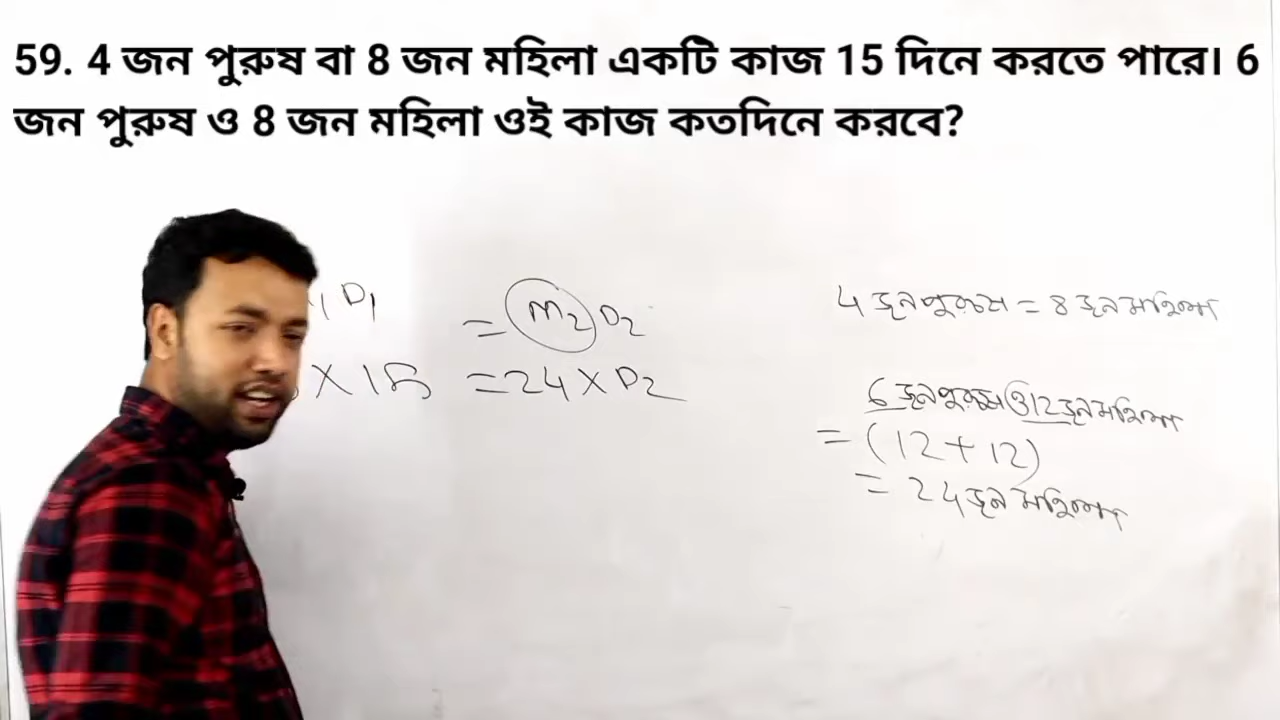 59. 4 জন পুরুষ বা 8 জন মহিলা একটি কাজ 15 দিনে করতে পারে। 6
জন পুরুষ ও 8 জন মহিলা ওই কাজ কতদিনে করবে?
D1 = m2 D2
X 15 = 24 X D2
4 জন পুরুষ = 8 জন মহিলা
6 জন পুরুষ ও 12 জন মহিলা
= (12 + 12)
= 24 জন মহিলা